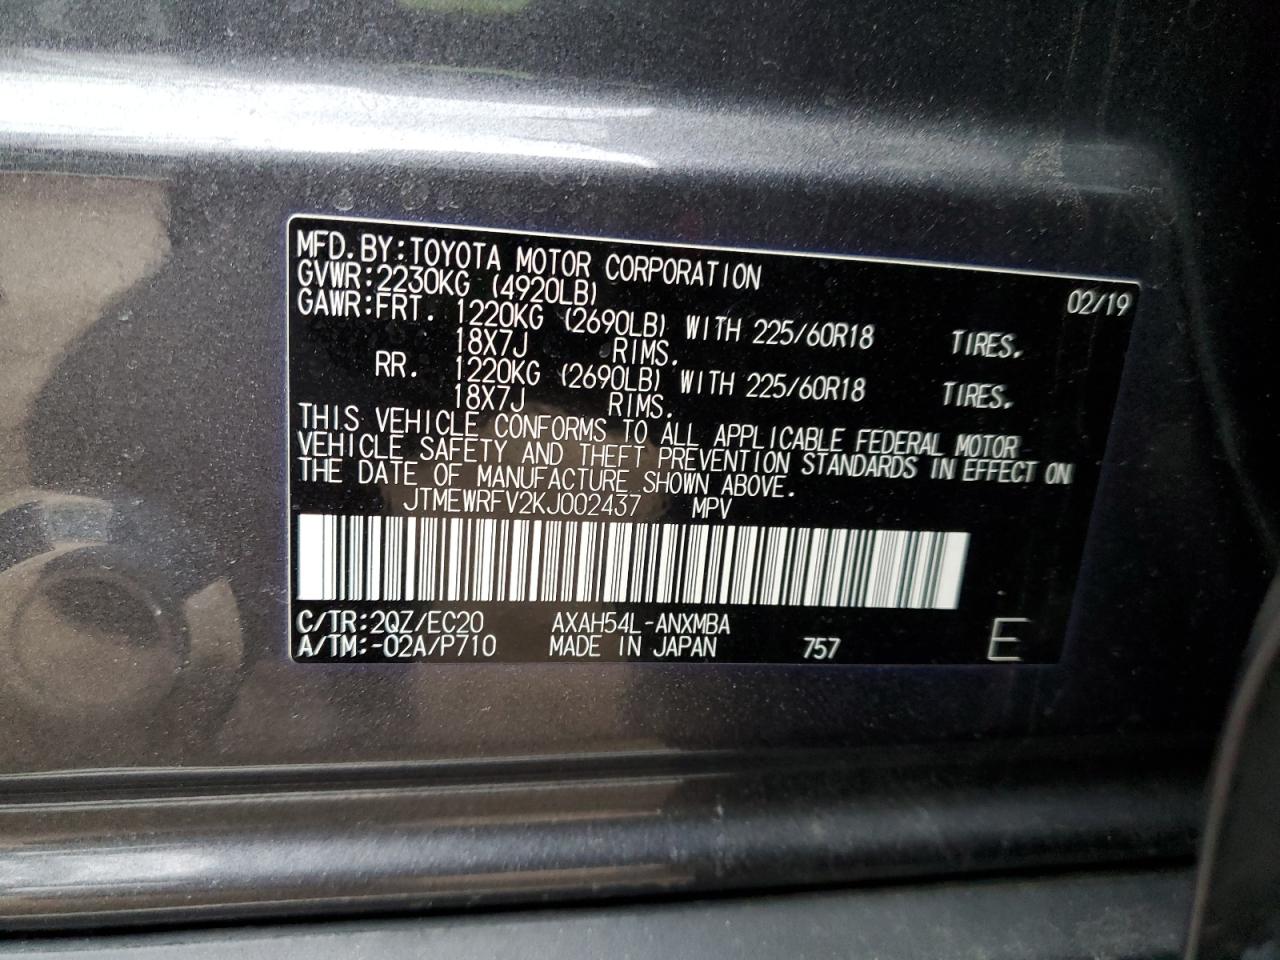 MFD. BY: TOYOTA MOTOR CORPORATION 02/19
GVWR: 2230KG (4920LB)
GAWR: FRT. 1220KG (2690LB) WITH 225/60R18 TIRES.
18X7J RIMS.
RR. 1220KG (2690LB) WITH 225/60R18 TIRES.
18X7J RIMS.
THIS VEHICLE CONFORMS TO ALL APPLICABLE FEDERAL MOTOR
VEHICLE SAFETY AND THEFT PREVENTION STANDARDS IN EFFECT ON
THE DATE OF MANUFACTURE SHOWN ABOVE.
JTMEWRFV2KJ002437 MPV
C/TR: 2QZ/EC20 AXAH54L-ANXMBA
A/TM: -02A/P710 MADE IN JAPAN 757 E